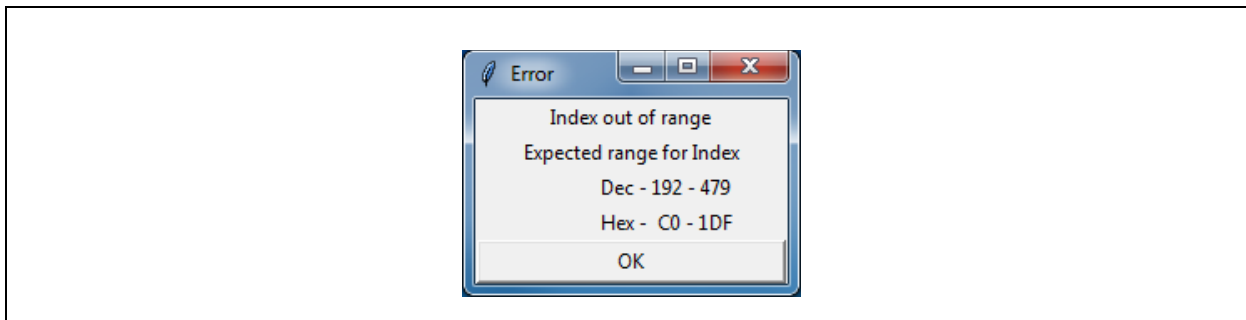 Error
Index out of range
Expected range for Index
Dec - 192 - 479
Hex -  C0 - 1DF
OK